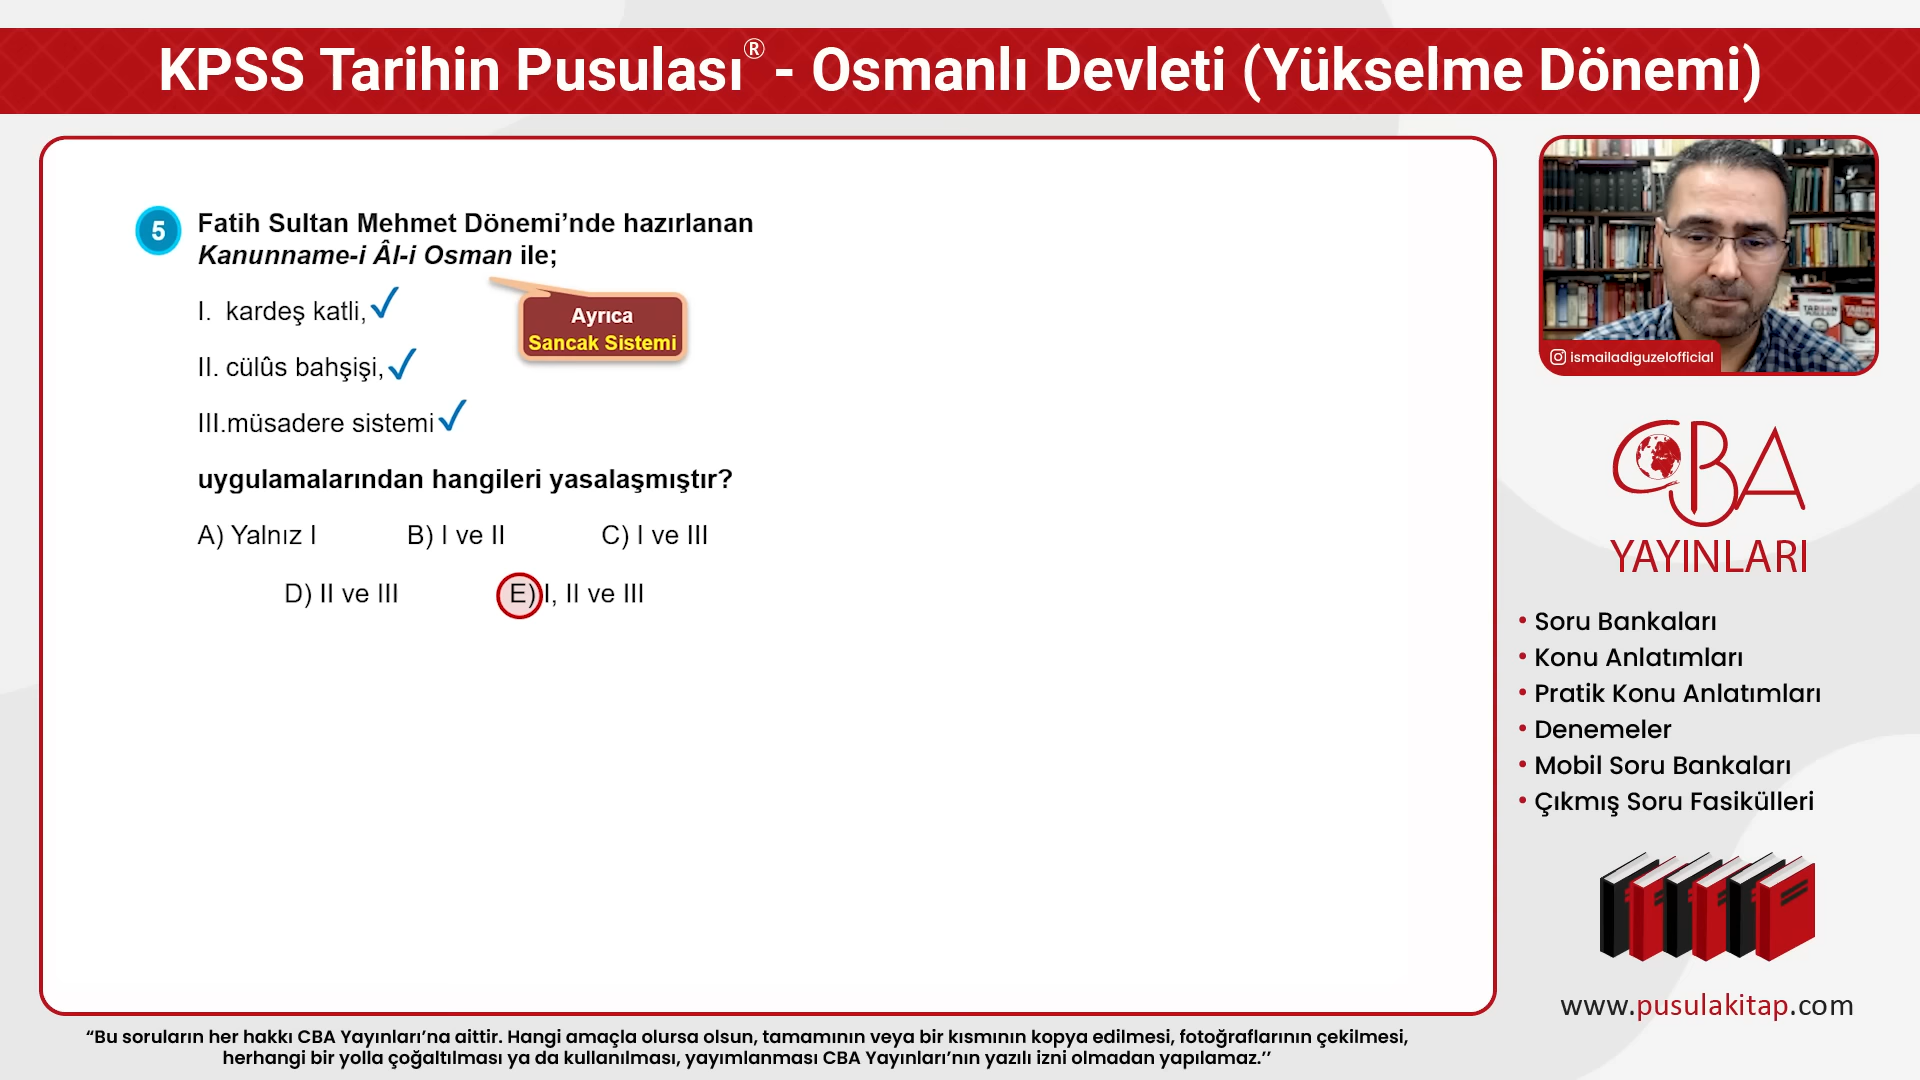 KPSS Tarihin Pusulası® - Osmanlı Devleti (Yükselme Dönemi)
5 Fatih Sultan Mehmet Dönemi’nde hazırlanan
Kanunname-i Âl-i Osman ile;
Ayrıca
Sancak Sistemi
I. kardeş katli,
II. cülûs bahşişi,
III.müsadere sistemi
uygulamalarından hangileri yasalaşmıştır?
A) Yalnız I B) I ve II C) I ve III
D) II ve III E) I, II ve III
ismailadiguzelofficial
CBA
YAYINLARI
• Soru Bankaları
• Konu Anlatımları
• Pratik Konu Anlatımları
• Denemeler
• Mobil Soru Bankaları
• Çıkmış Soru Fasikülleri
www.pusulakitap.com
“Bu soruların her hakkı CBA Yayınları’na aittir. Hangi amaçla olursa olsun, tamamının veya bir kısmının kopya edilmesi, fotoğraflarının çekilmesi,
herhangi bir yolla çoğaltılması ya da kullanılması, yayımlanması CBA Yayınları’nın yazılı izni olmadan yapılamaz.’’